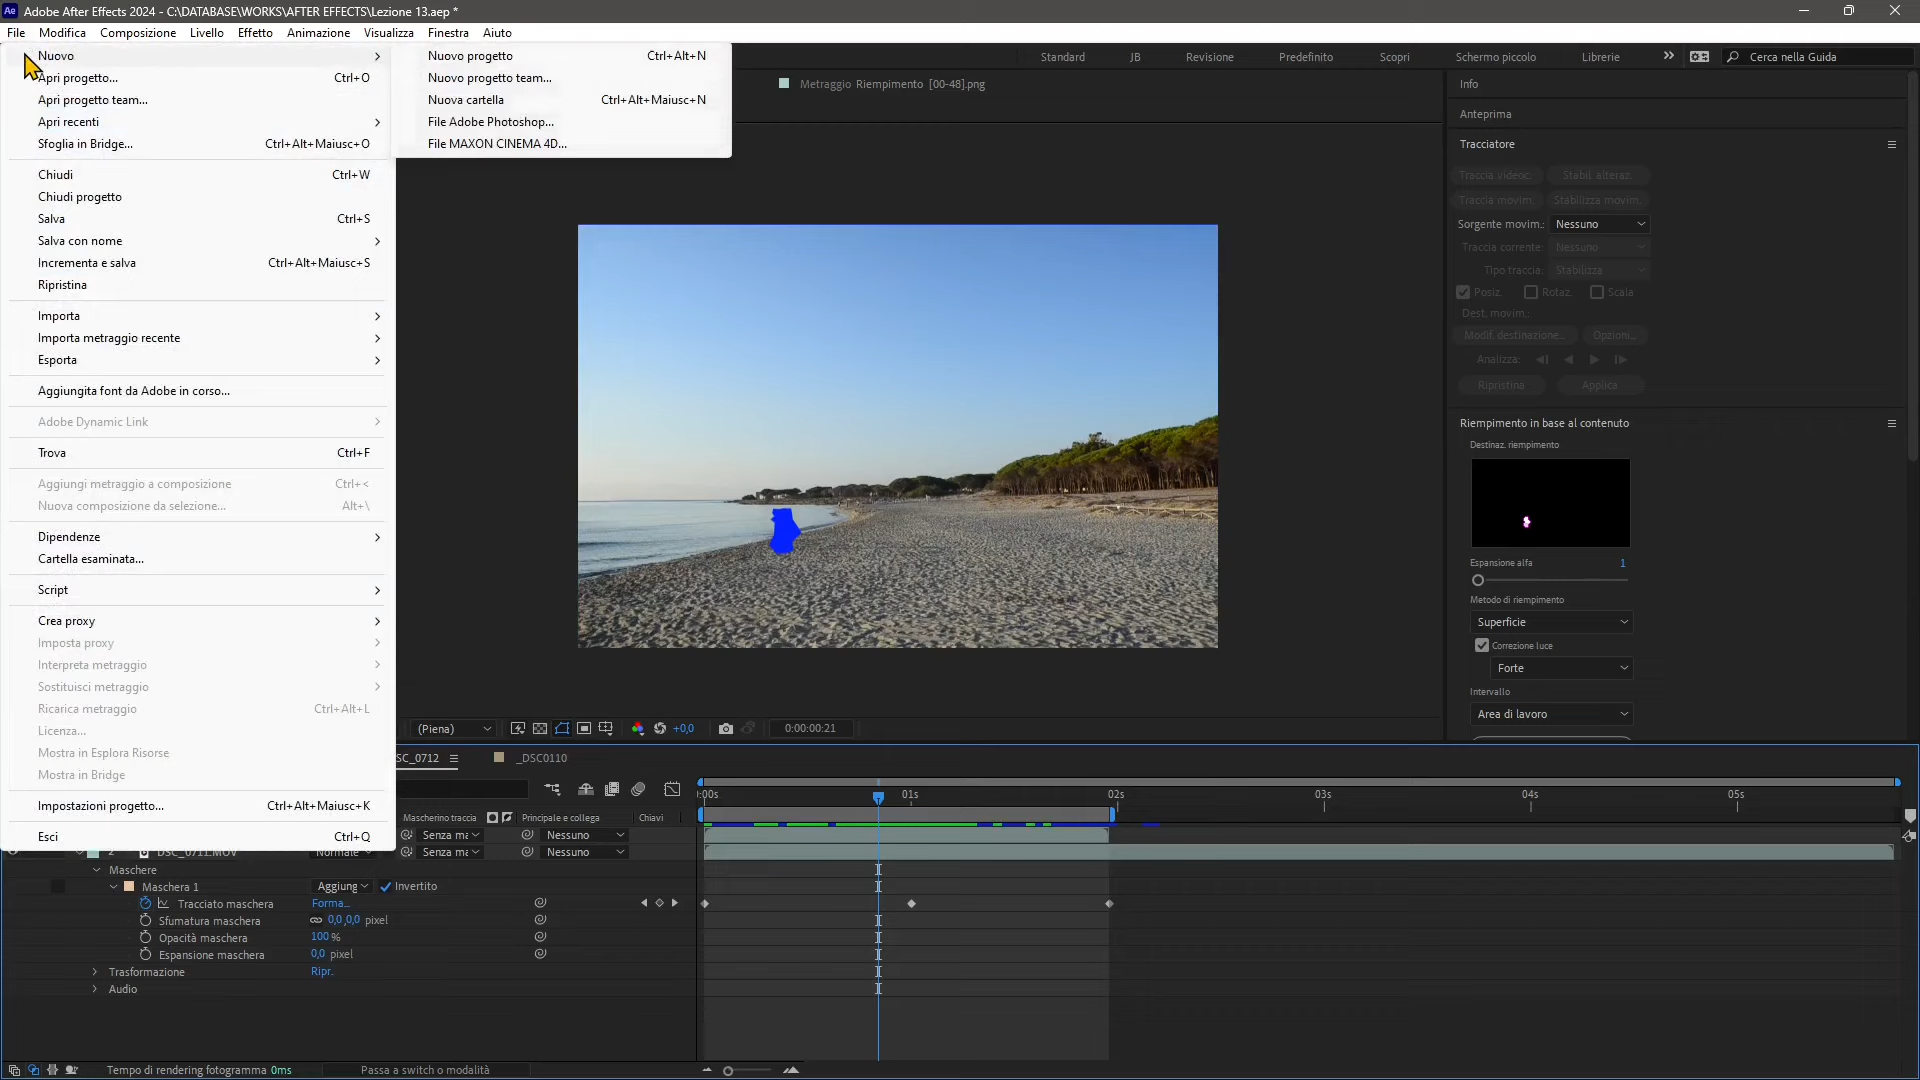 Adobe After Effects 2024 - C:\DATABASE\WORKS\AFTER EFFECTS\Lezione 13.aep *
File Modifica Composizione Livello Effetto Animazione Visualizza Finestra Aiuto
Nuovo
Apri progetto... Ctrl+O
Apri progetto team...
Apri recenti
Sfoglia in Bridge... Ctrl+Alt+Maiusc+O
Chiudi Ctrl+W
Chiudi progetto
Salva Ctrl+S
Salva con nome
Incrementa e salva Ctrl+Alt+Maiusc+S
Ripristina
Importa
Importa metraggio recente
Esporta
Aggiungita font da Adobe in corso...
Adobe Dynamic Link
Trova Ctrl+F
Aggiungi metraggio a composizione Ctrl+<
Nuova composizione da selezione... Alt+\
Dipendenze
Cartella esaminata...
Script
Crea proxy
Imposta proxy
Interpreta metraggio
Sostituisci metraggio
Ricarica metraggio Ctrl+Alt+L
Licenza...
Mostra in Esplora Risorse
Mostra in Bridge
Impostazioni progetto... Ctrl+Alt+Maiusc+K
Esci Ctrl+Q
Nuovo progetto Ctrl+Alt+N
Nuovo progetto team...
Nuova cartella Ctrl+Alt+Maiusc+N
File Adobe Photoshop...
File MAXON CINEMA 4D...
Standard JB Revisione Predefinito Scopri Schermo piccolo Librerie Cerca nella Guida
Metraggio Riempimento [00-48].png
Info
Anteprima
Tracciatore
Traccia videoc. Stabil. alteraz.
Traccia movim. Stabilizza movim.
Sorgente movim.: Nessuno
Traccia corrente: Nessuno
Tipo traccia: Stabilizza
Posiz. Rotaz. Scala
Dest. movim.:
Modif. destinazione... Opzioni...
Analizza:
Ripristina Applica
Riempimento in base al contenuto
Destinaz. riempimento
Espansione alfa 1
Metodo di riempimento
Superficie
Correzione luce
Forte
Intervallo
Area di lavoro
(Piena) +0,0 0:00:00:21
SC_0712 _DSC0110
:00s 01s 02s 03s 04s 05s
Mascherino traccia Principale e collega Chiavi
Senza ma Nessuno
2 DSC_0711.MOV Normale Senza ma Nessuno
Maschere
Maschera 1 Aggiung Invertito
Tracciato maschera Forma...
Sfumatura maschera 0,0,0,0 pixel
Opacità maschera 100 %
Espansione maschera 0,0 pixel
Trasformazione Ripr.
Audio
Tempo di rendering fotogramma 0ms Passa a switch o modalità